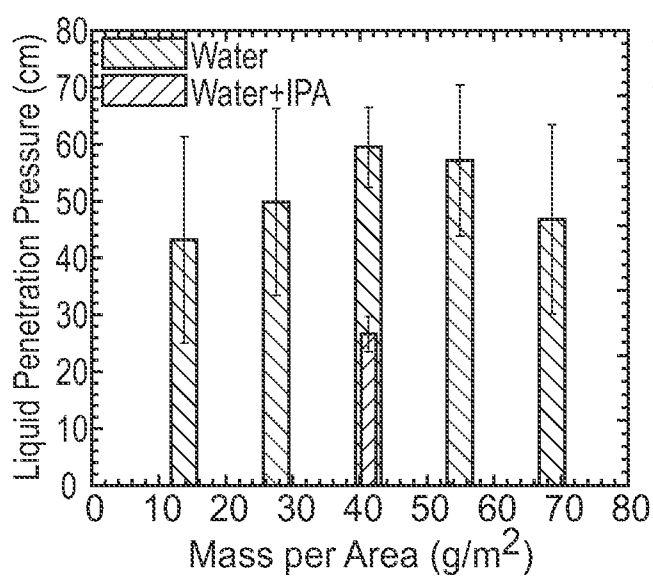 Liquid Penetration Pressure (cm)
80
70
60
50
40
30
20
10
0
Water
Water+IPA
0 10 20 30 40 50 60 70 80
Mass per Area (g/m²)